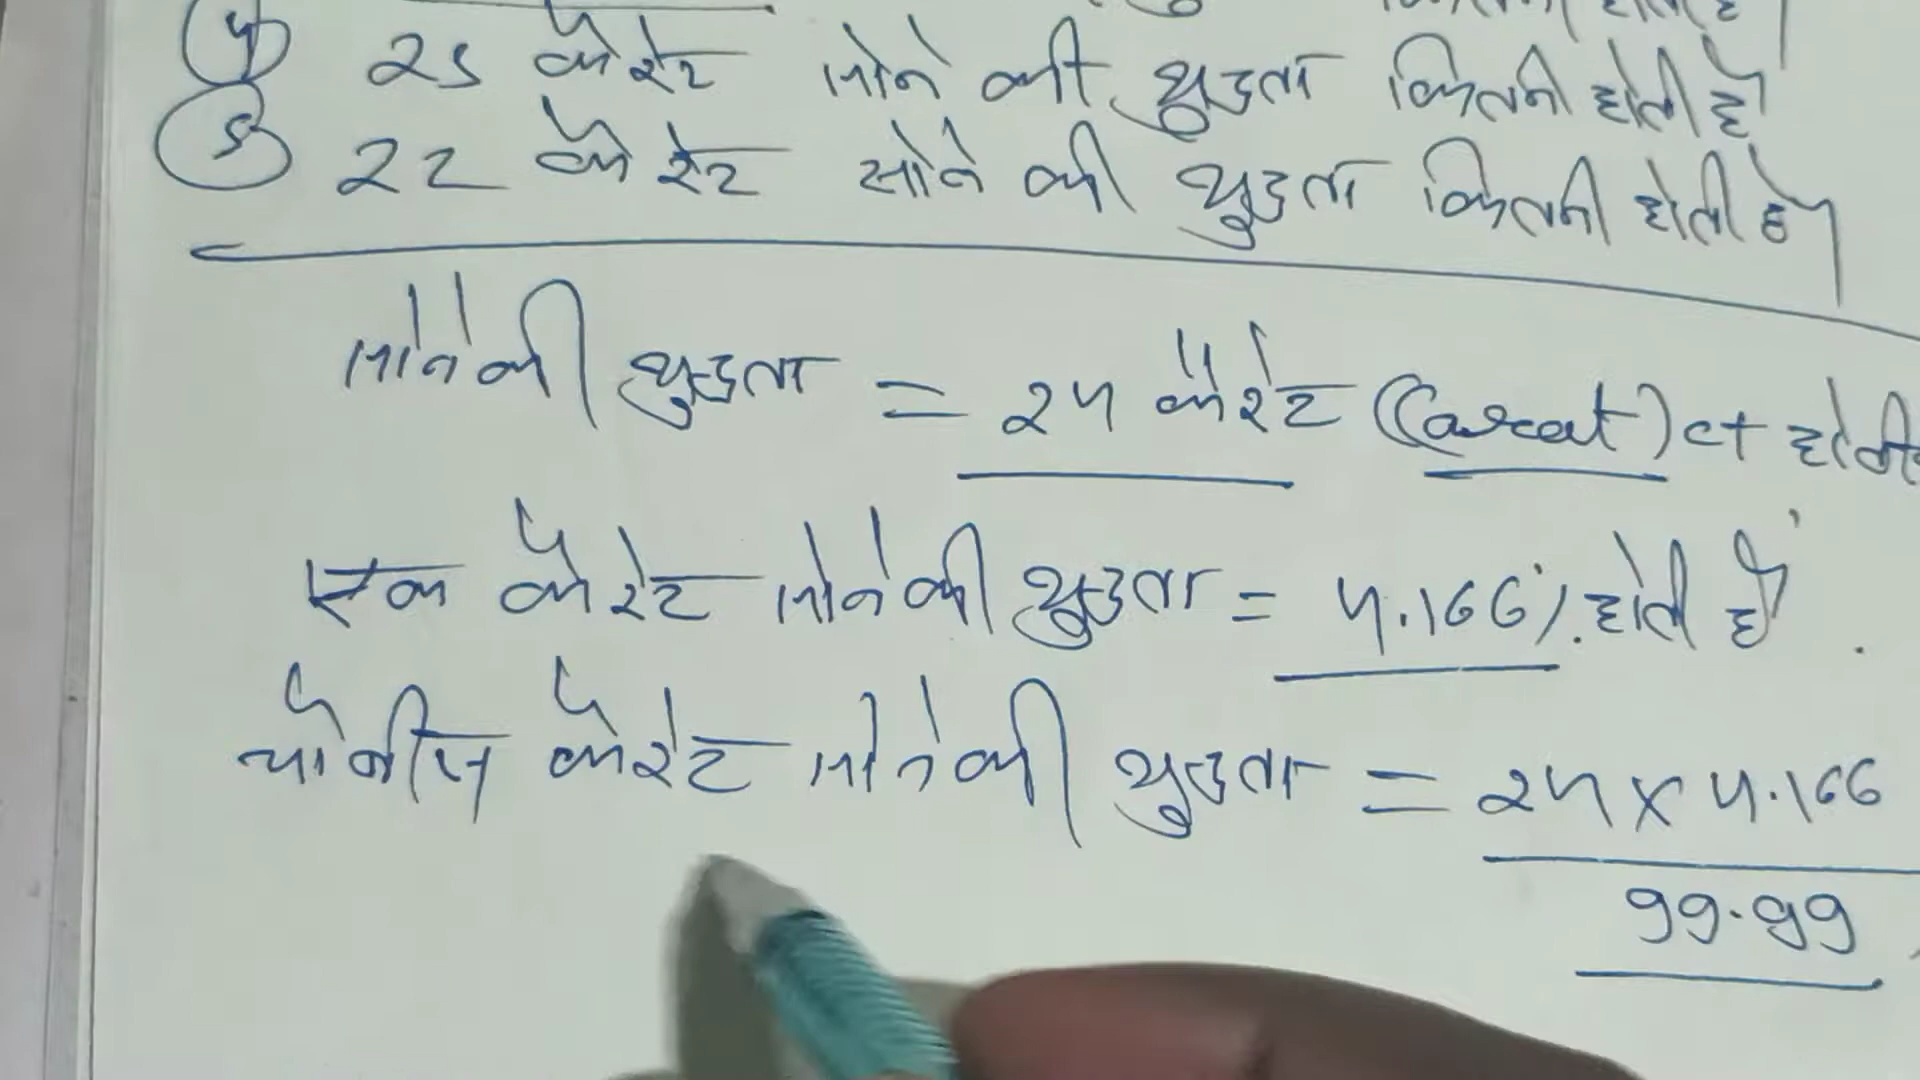 4 23 कैरेट सोने की शुद्धता कितनी होती है
5 22 कैरेट सोने की शुद्धता कितनी होती है।
सोने की शुद्धता = 24 कैरेट (Carat) ct होती
एक कैरेट सोने की शुद्धता = 4.166% होती है .
चौबीस कैरेट सोने की शुद्धता = 24 x 4.166
99.99